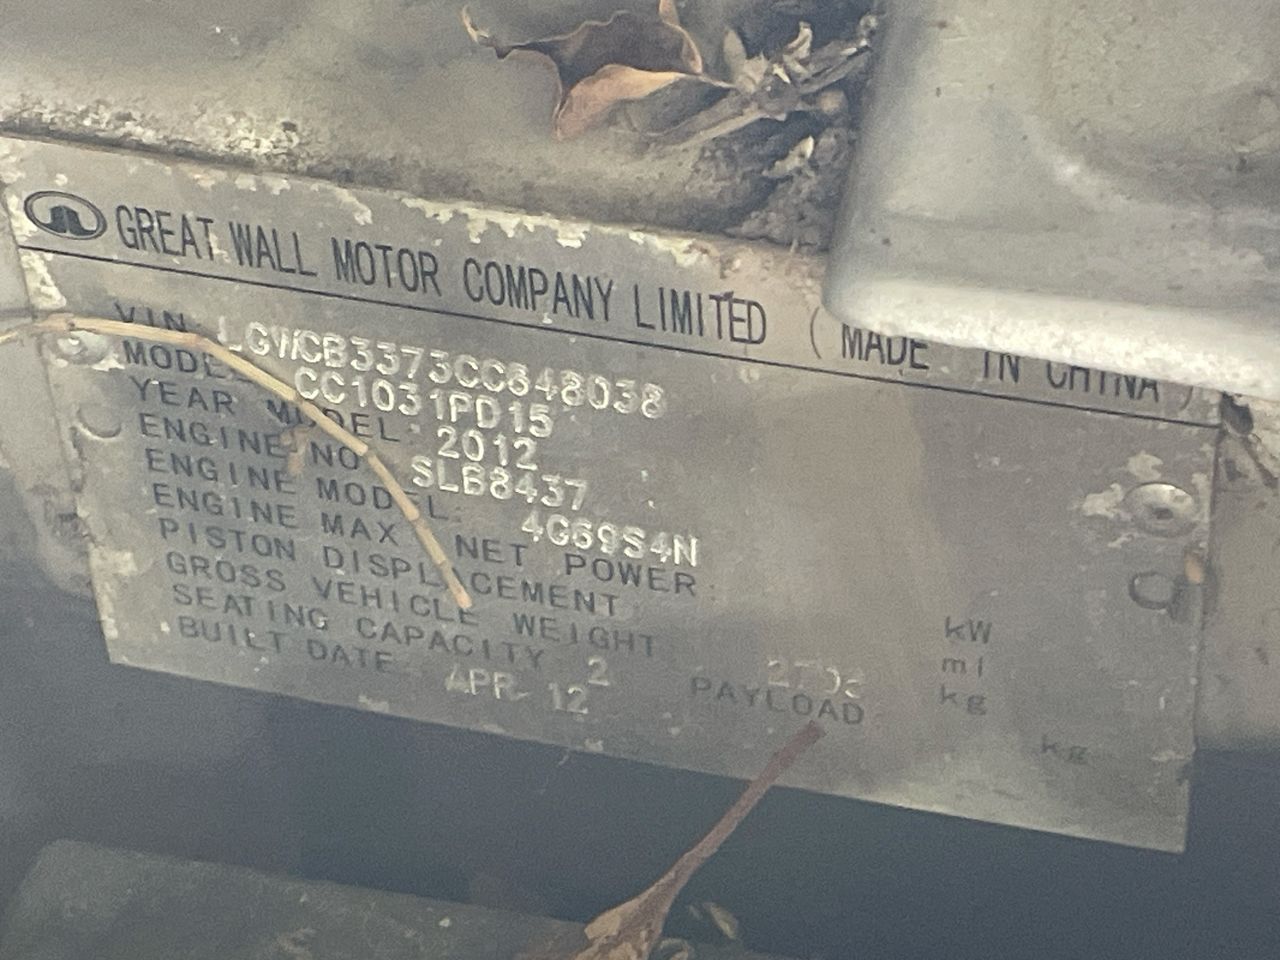 GREAT WALL MOTOR COMPANY LIMITED ( MADE IN CHINA )
VIN LGWCB3373CC648038
MODEL CC1031PD15
YEAR MODEL: 2012
ENGINE NO SLB8437
ENGINE MODEL: 4G69S4N
ENGINE MAX NET POWER kW
PISTON DISPLACEMENT ml
GROSS VEHICLE WEIGHT kg
SEATING CAPACITY 2 PAYLOAD kg
BUILT DATE APR-12